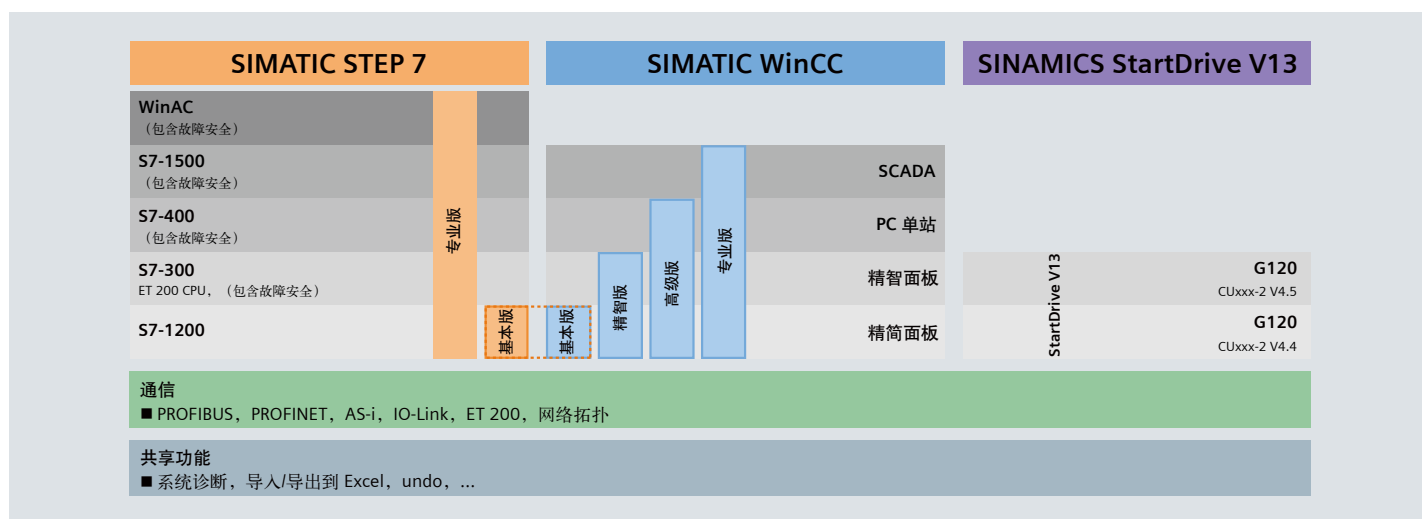 SIMATIC STEP 7
WinAC
（包含故障安全）
S7-1500
（包含故障安全）
S7-400
（包含故障安全）
S7-300
ET 200 CPU，（包含故障安全）
S7-1200
专业版
基本版
SIMATIC WinCC
基本版
精智版
高级版
专业版
SCADA
PC 单站
精智面板
精简面板
SINAMICS StartDrive V13
StartDrive V13
G120
CUxxx-2 V4.5
G120
CUxxx-2 V4.4
通信
■ PROFIBUS，PROFINET，AS-i，IO-Link，ET 200，网络拓扑
共享功能
■ 系统诊断，导入/导出到 Excel，undo，...